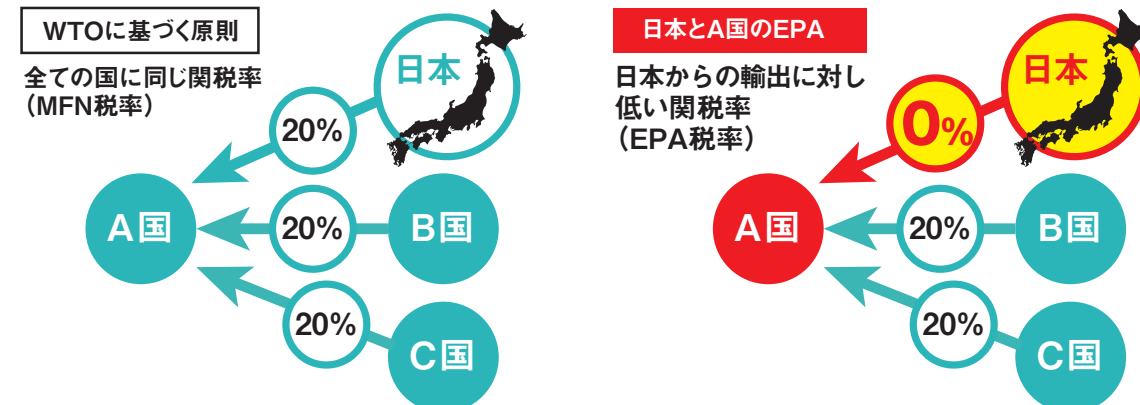 WTOに基づく原則
全ての国に同じ関税率
（MFN税率）
日本
20%
A国
20%
B国
20%
C国
日本とA国のEPA
日本からの輸出に対し
低い関税率
（EPA税率）
日本
0%
A国
20%
B国
20%
C国